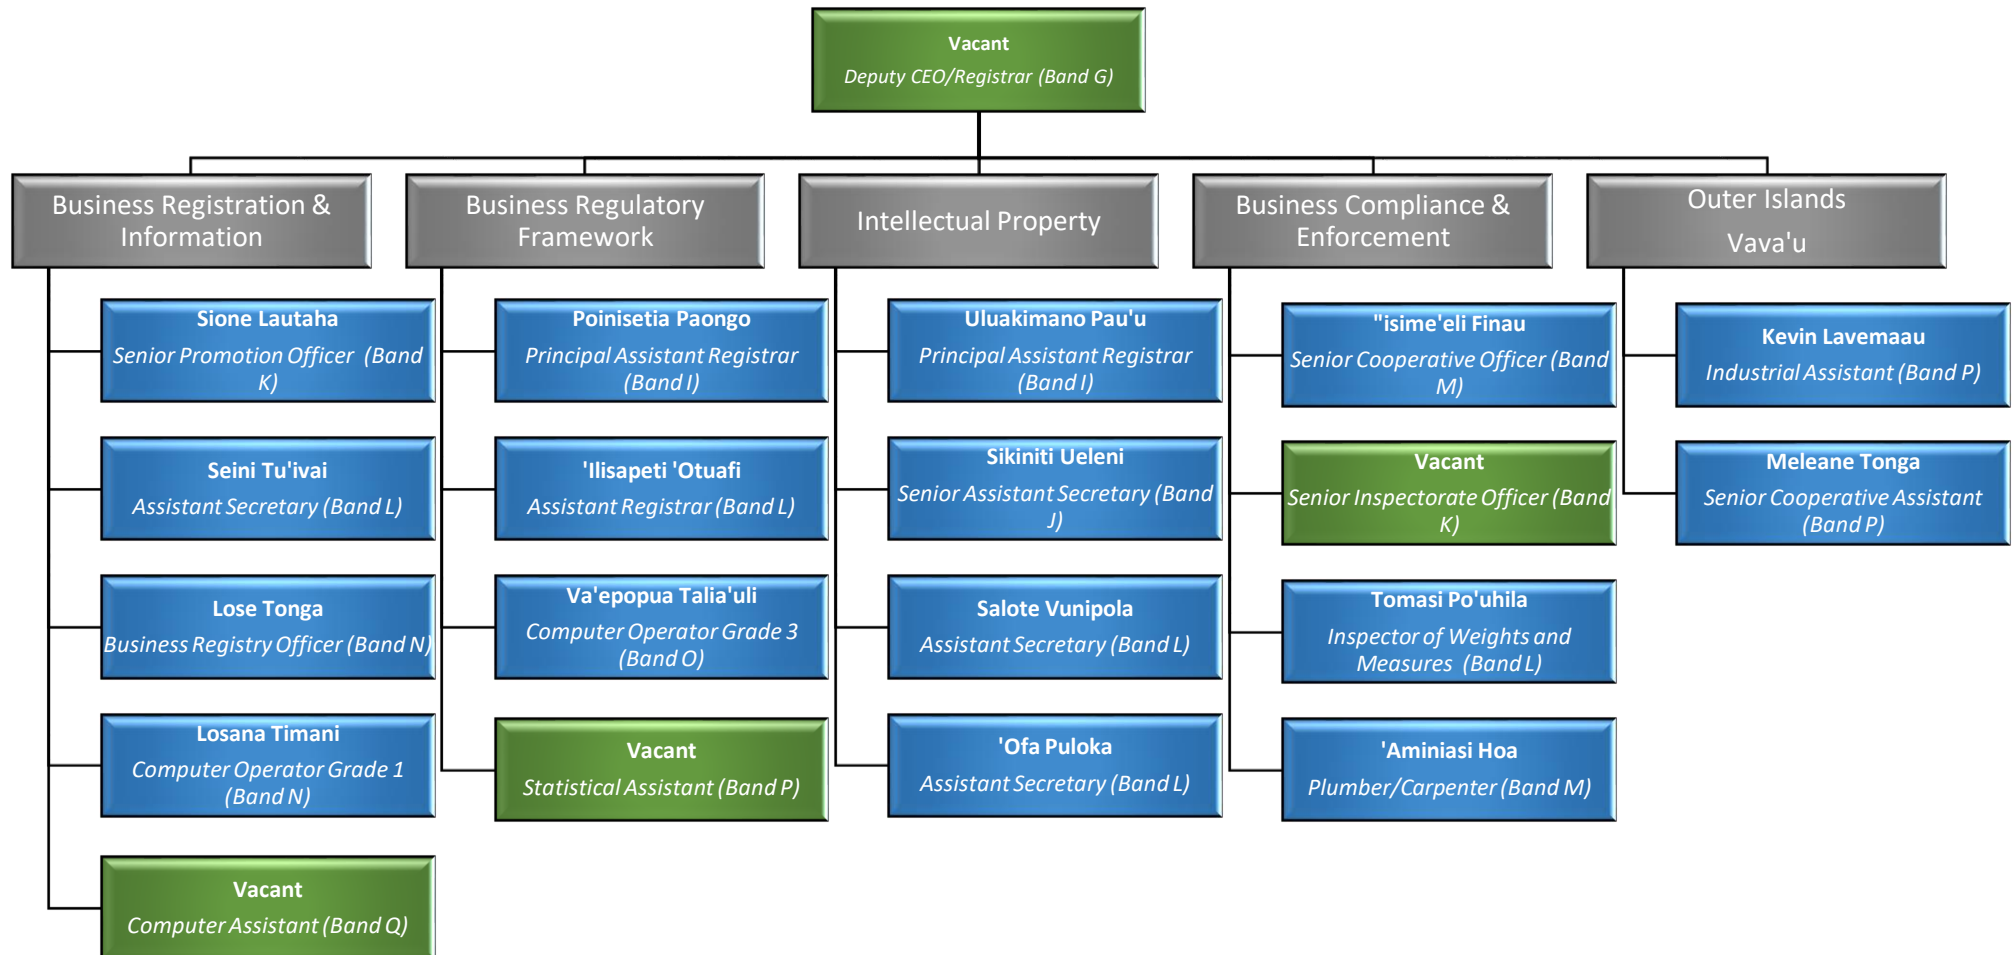 Vacant
Deputy CEO/Registrar (Band G)
Business Registration &
Information
Sione Lautaha
Senior Promotion Officer (Band
K)
Seini Tu'ivai
Assistant Secretary (Band L)
Lose Tonga
Business Registry Officer (Band N)
Losana Timani
Computer Operator Grade 1
(Band N)
Vacant
Computer Assistant (Band Q)
Business Regulatory
Framework
Poinisetia Paongo
Principal Assistant Registrar
(Band I)
'Ilisapeti 'Otuafi
Assistant Registrar (Band L)
Va'epopua Talia'uli
Computer Operator Grade 3
(Band O)
Vacant
Statistical Assistant (Band P)
Intellectual Property
Uluakimano Pau'u
Principal Assistant Registrar
(Band I)
Sikiniti Ueleni
Senior Assistant Secretary (Band
J)
Salote Vunipola
Assistant Secretary (Band L)
'Ofa Puloka
Assistant Secretary (Band L)
Business Compliance &
Enforcement
"isime'eli Finau
Senior Cooperative Officer (Band
M)
Vacant
Senior Inspectorate Officer (Band
K)
Tomasi Po'uhila
Inspector of Weights and
Measures (Band L)
'Aminiasi Hoa
Plumber/Carpenter (Band M)
Outer Islands
Vava'u
Kevin Lavemaau
Industrial Assistant (Band P)
Meleane Tonga
Senior Cooperative Assistant
(Band P)